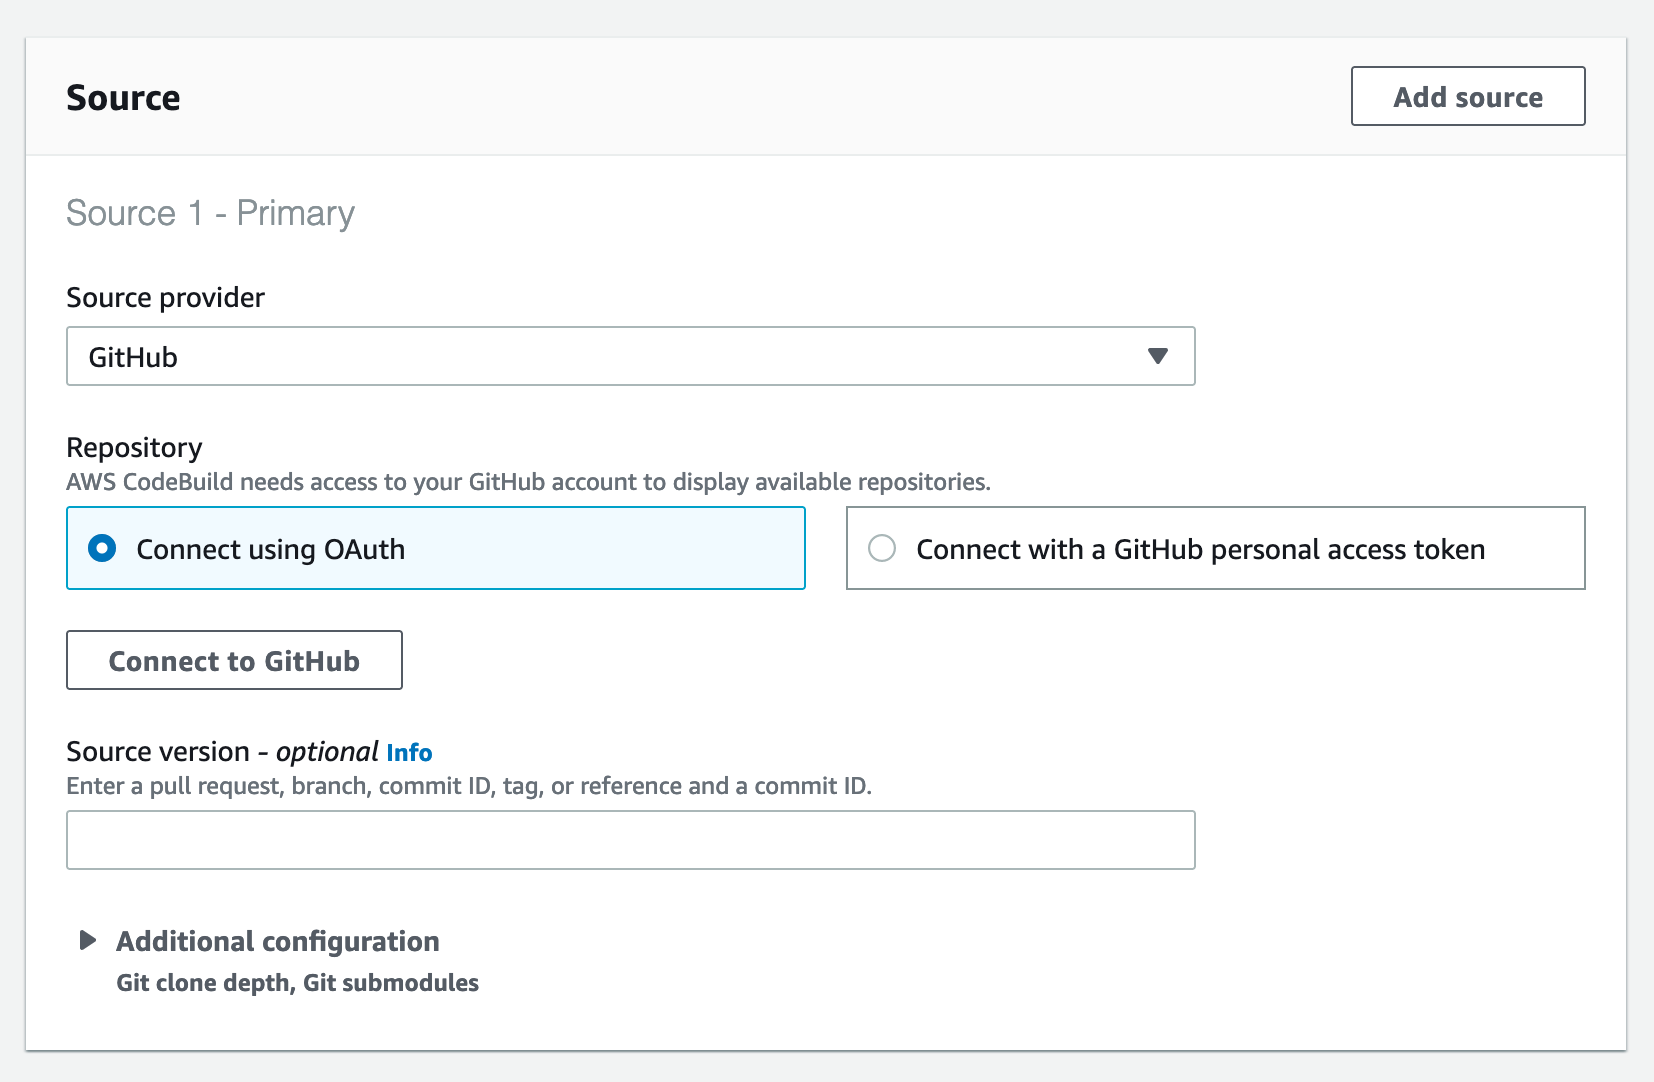 Source
Add source
Source 1 - Primary
Source provider
GitHub
Repository
AWS CodeBuild needs access to your GitHub account to display available repositories.
Connect using OAuth
Connect with a GitHub personal access token
Connect to GitHub
Source version - optional Info
Enter a pull request, branch, commit ID, tag, or reference and a commit ID.
Additional configuration
Git clone depth, Git submodules